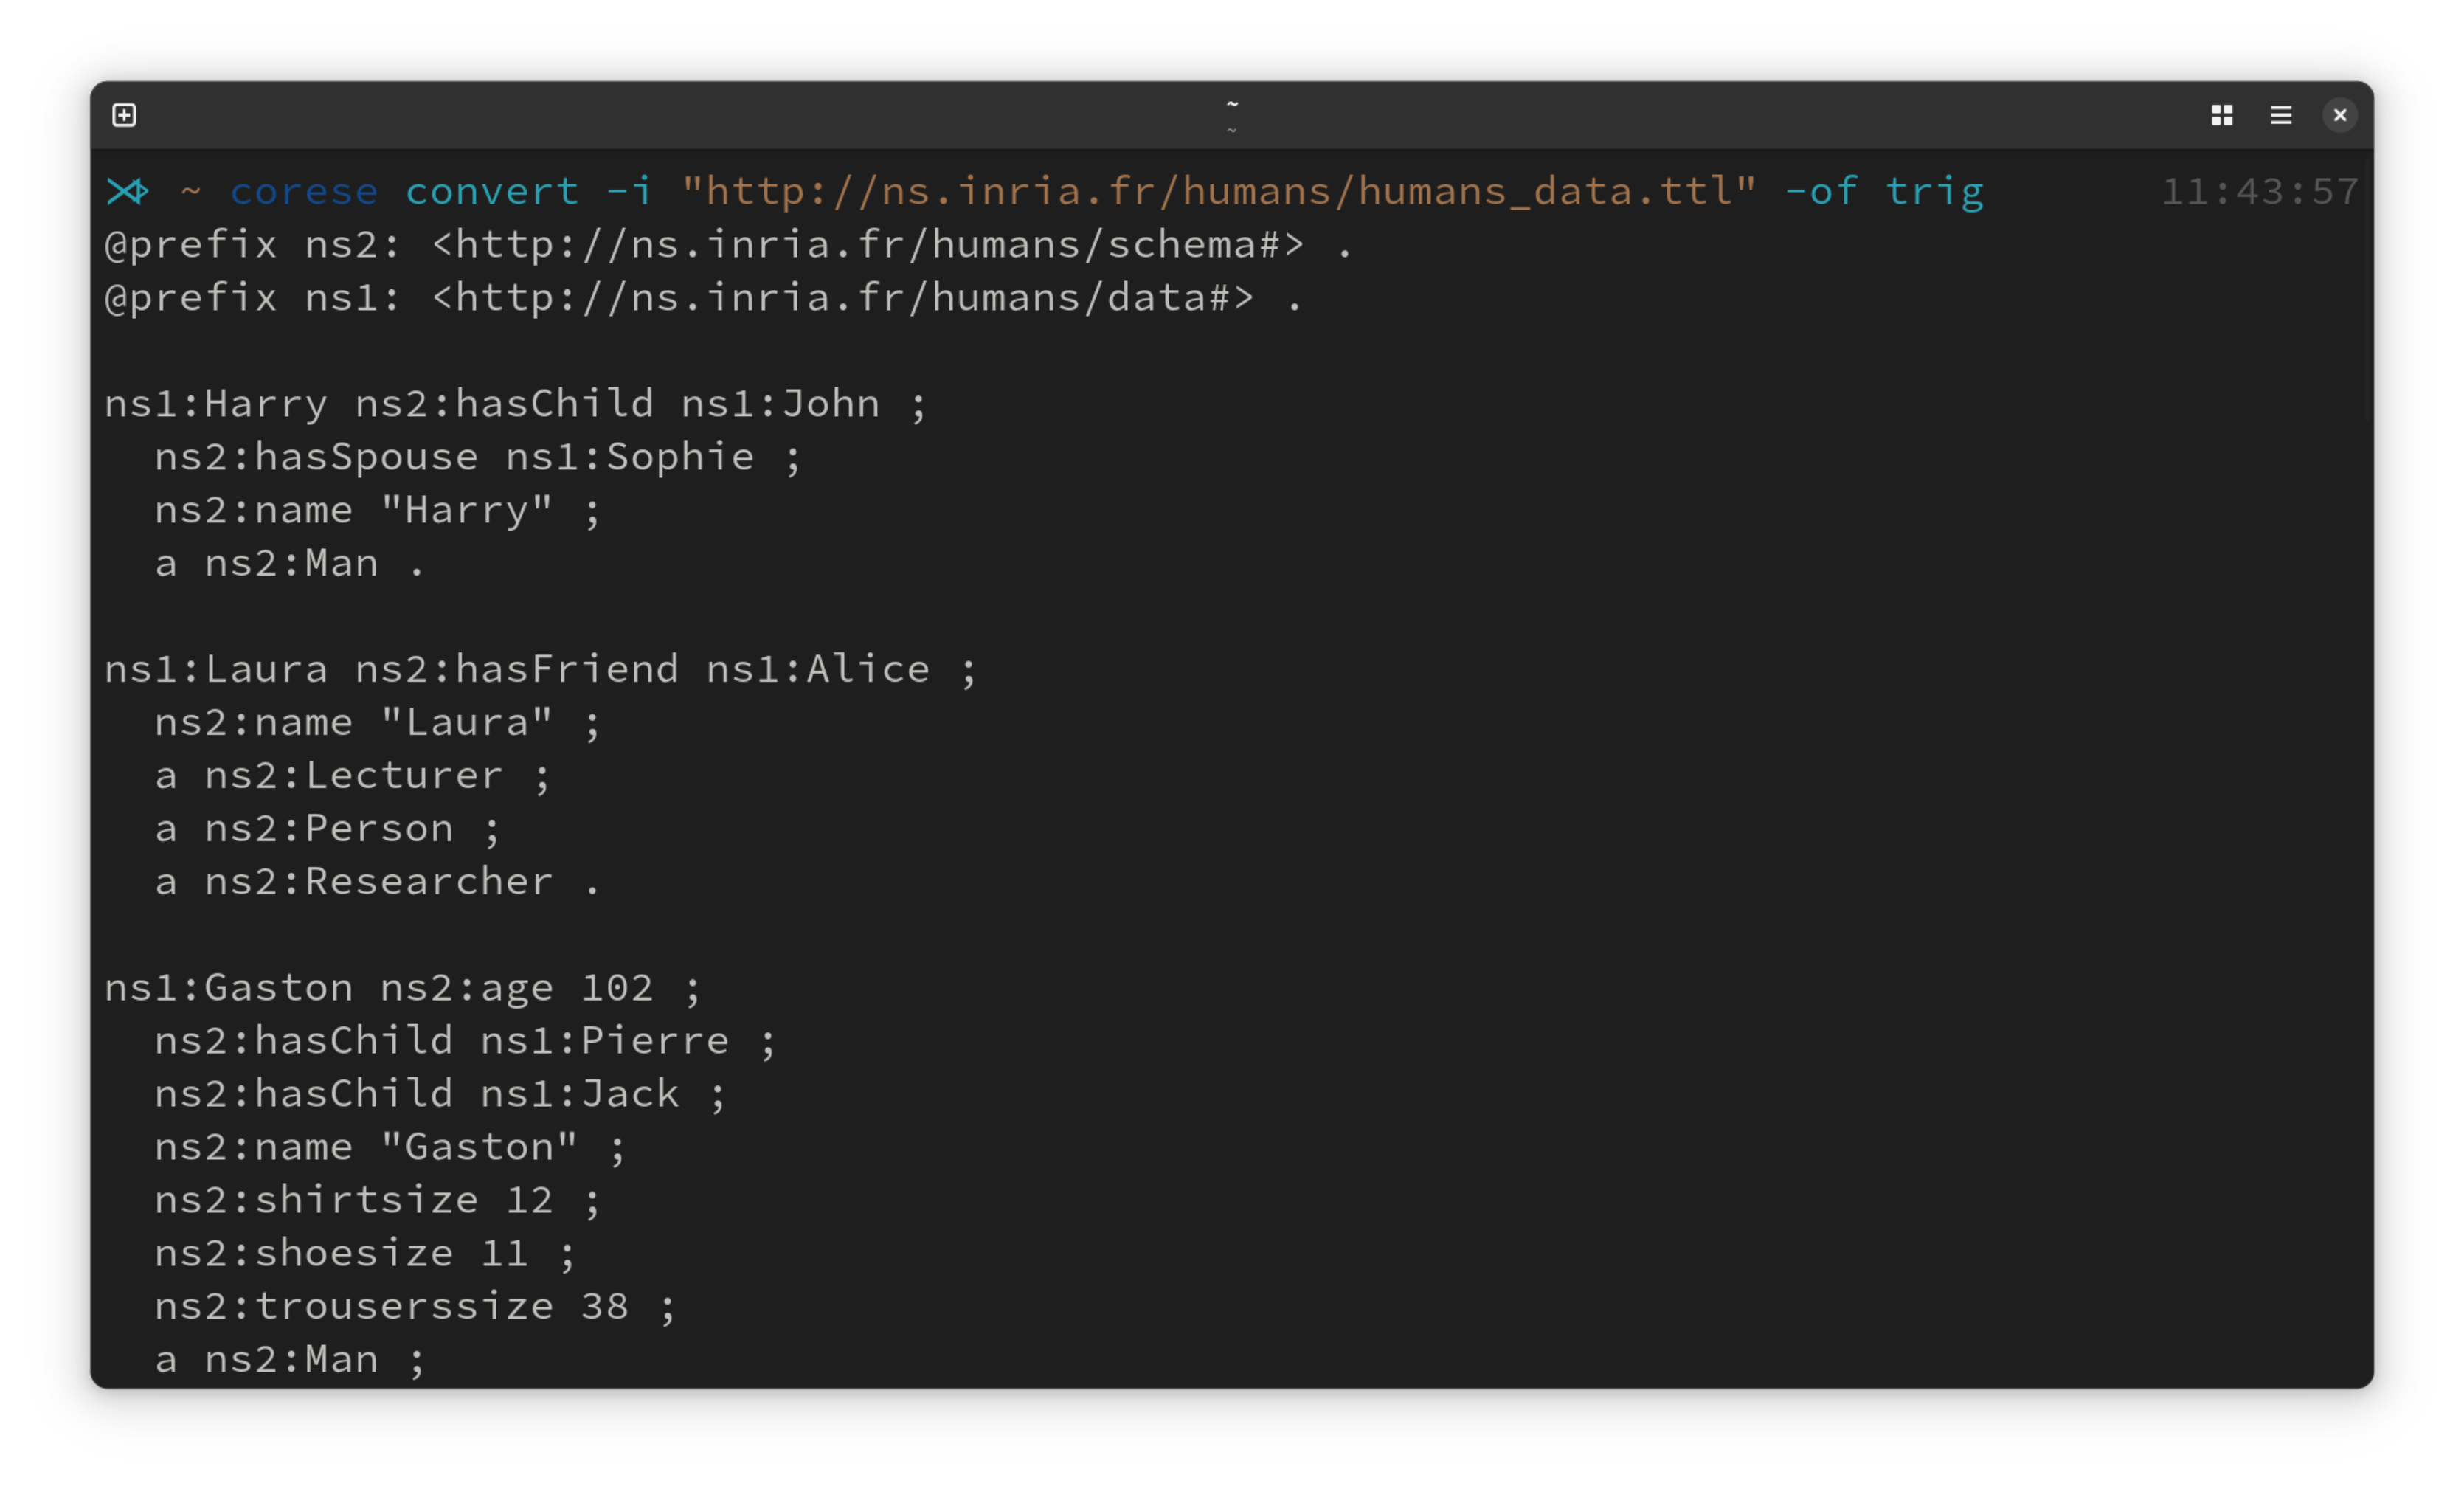 ~
~
~ corese convert -i "http://ns.inria.fr/humans/humans_data.ttl" -of trig 11:43:57
@prefix ns2: <http://ns.inria.fr/humans/schema#> .
@prefix ns1: <http://ns.inria.fr/humans/data#> .
ns1:Harry ns2:hasChild ns1:John ;
ns2:hasSpouse ns1:Sophie ;
ns2:name "Harry" ;
a ns2:Man .
ns1:Laura ns2:hasFriend ns1:Alice ;
ns2:name "Laura" ;
a ns2:Lecturer ;
a ns2:Person ;
a ns2:Researcher .
ns1:Gaston ns2:age 102 ;
ns2:hasChild ns1:Pierre ;
ns2:hasChild ns1:Jack ;
ns2:name "Gaston" ;
ns2:shirtsize 12 ;
ns2:shoesize 11 ;
ns2:trouserssize 38 ;
a ns2:Man ;